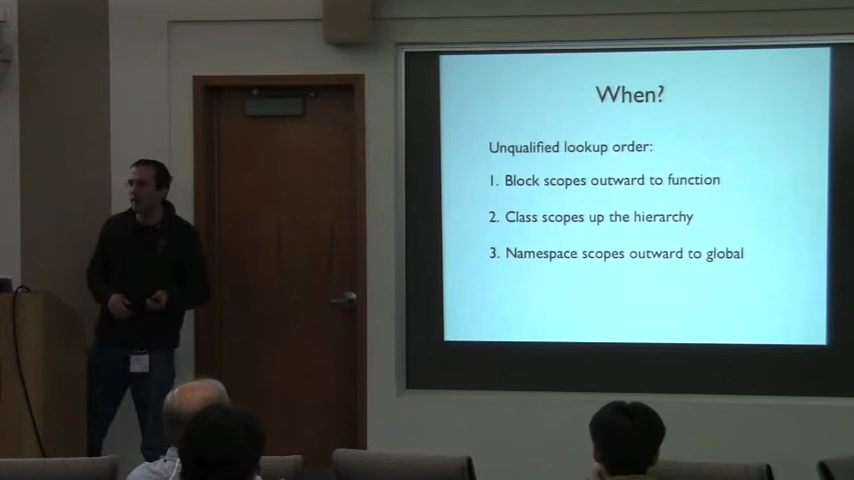 When?
Unqualified lookup order:
1. Block scopes outward to function
2. Class scopes up the hierarchy
3. Namespace scopes outward to global